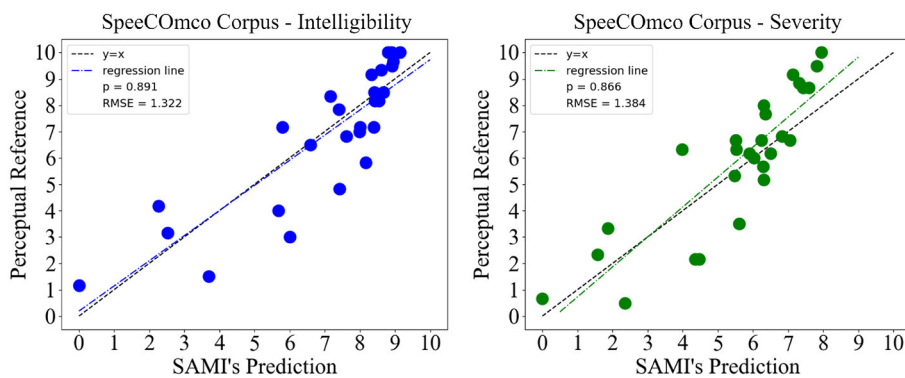 SpeeCOmco Corpus - Intelligibility
y=x
regression line
p = 0.891
RMSE = 1.322
10
9
8
7
6
5
4
3
2
1
0
Perceptual Reference
0 1 2 3 4 5 6 7 8 9 10
SAMI's Prediction
SpeeCOmco Corpus - Severity
y=x
regression line
p = 0.866
RMSE = 1.384
10
9
8
7
6
5
4
3
2
1
0
Perceptual Reference
0 1 2 3 4 5 6 7 8 9 10
SAMI's Prediction